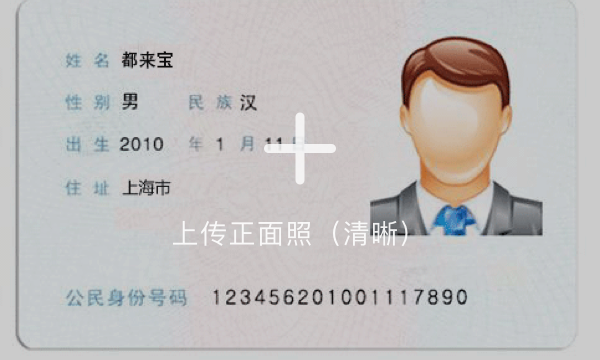 姓名 都来宝
性别 男 民族 汉
出生 2010 年 1 月 11 日
住址 上海市
上传正面照（清晰）
公民身份号码 123456201001117890